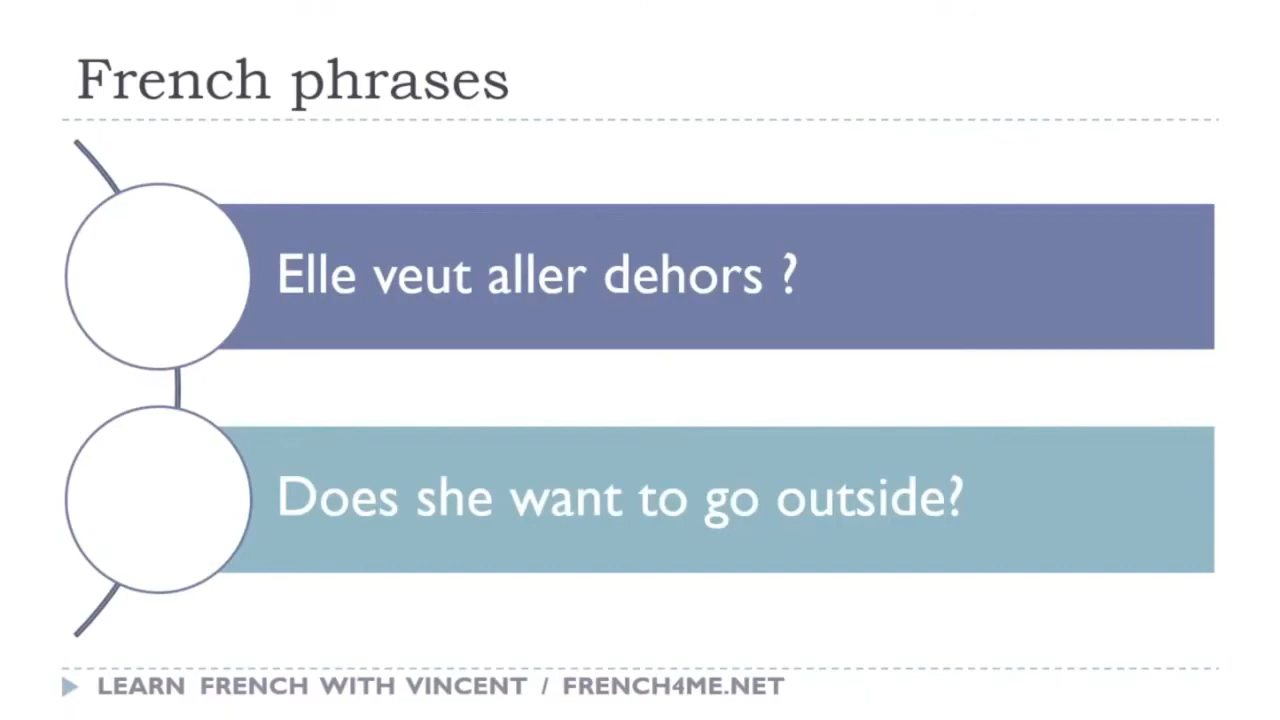 French phrases
Elle veut aller dehors ?
Does she want to go outside?
LEARN FRENCH WITH VINCENT / FRENCH4ME.NET